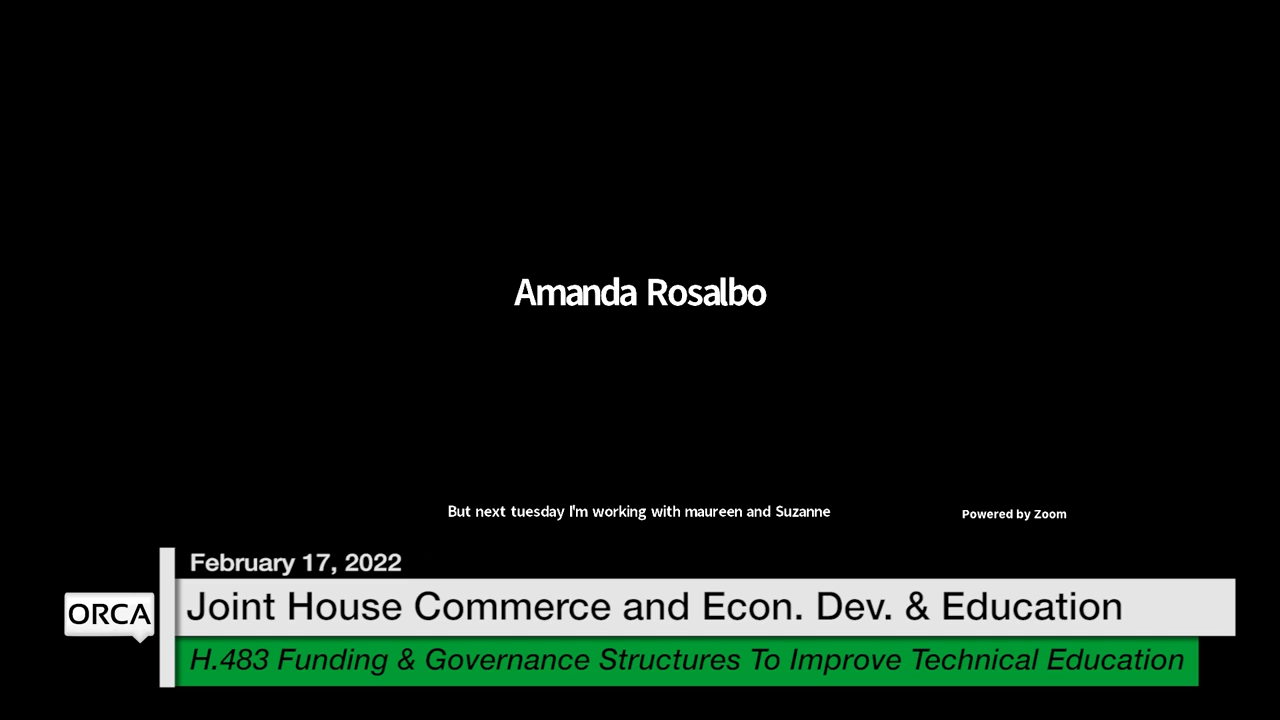 Amanda Rosalbo
But next tuesday I'm working with maureen and Suzanne
Powered by Zoom
February 17, 2022
ORCA
Joint House Commerce and Econ. Dev. & Education
H.483 Funding & Governance Structures To Improve Technical Education